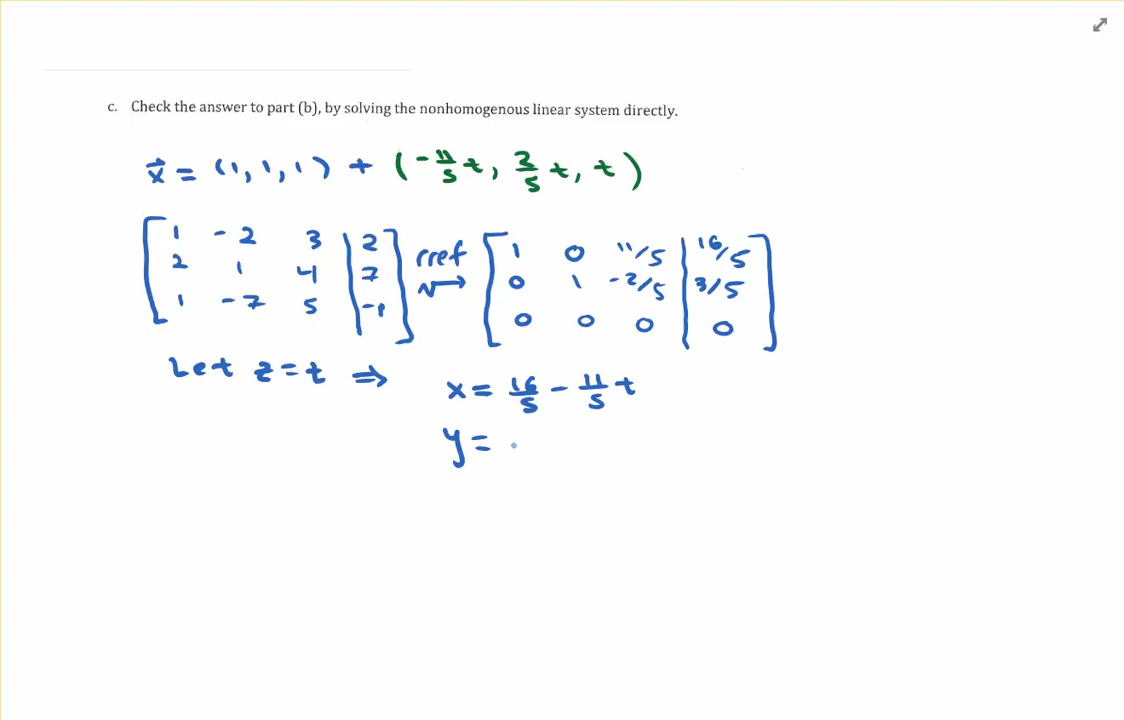 c. Check the answer to part (b), by solving the nonhomogenous linear system directly.
x⃗ = (1, 1, 1) + (-11/5 t, 2/5 t, t)
[ 1 -2 3 | 2 ] rref [ 1 0 11/5 | 16/5 ]
[ 2 1 4 | 7 ] → [ 0 1 -2/5 | 3/5 ]
[ 1 -7 5 | -1 ] [ 0 0 0 | 0 ]
Let z = t ⇒ x = 16/5 - 11/5 t
y =